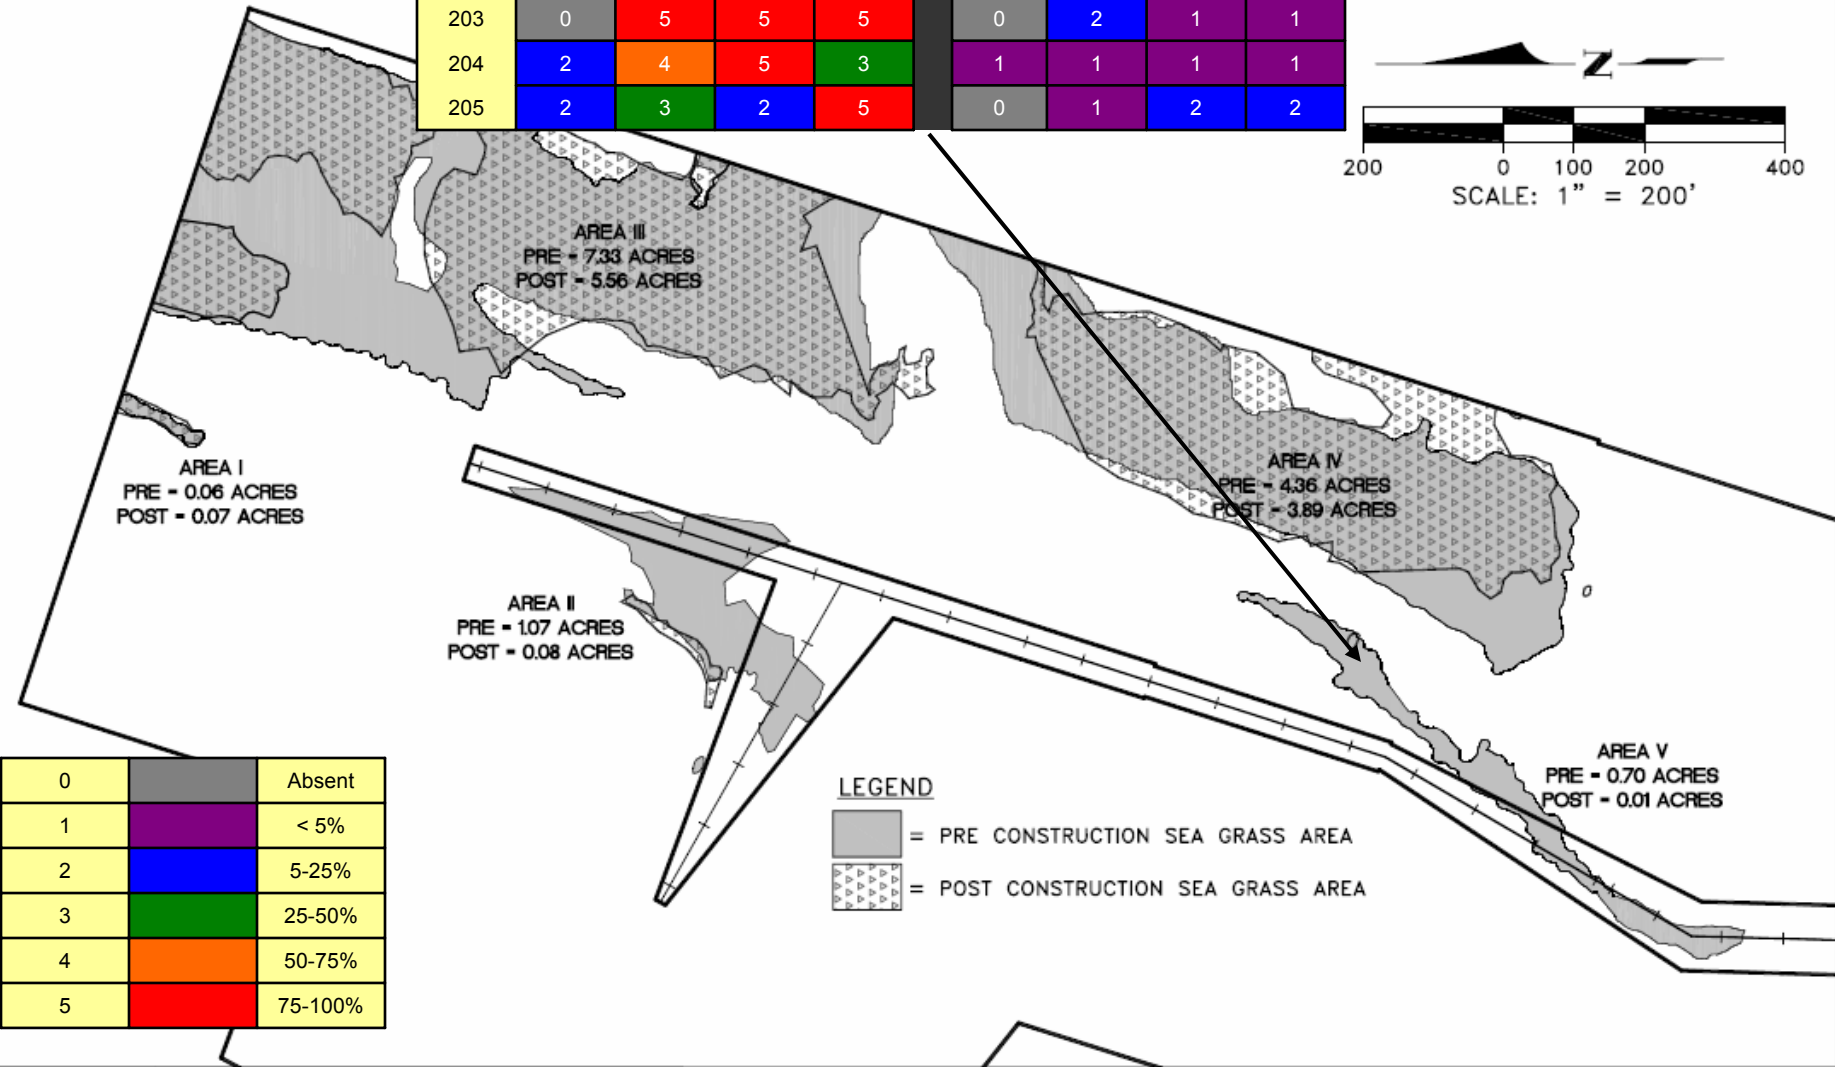 203 0 5 5 5 0 2 1 1
204 2 4 5 3 1 1 1 1
205 2 3 2 5 0 1 2 2
N
200 0 100 200 400
SCALE: 1" = 200'
AREA III
PRE - 7.33 ACRES
POST - 5.56 ACRES
AREA I
PRE - 0.06 ACRES
POST - 0.07 ACRES
AREA IV
PRE - 4.36 ACRES
POST - 3.89 ACRES
AREA II
PRE - 1.07 ACRES
POST - 0.08 ACRES
AREA V
PRE - 0.70 ACRES
POST - 0.01 ACRES
0 Absent
1 < 5%
2 5-25%
3 25-50%
4 50-75%
5 75-100%
LEGEND
= PRE CONSTRUCTION SEA GRASS AREA
= POST CONSTRUCTION SEA GRASS AREA